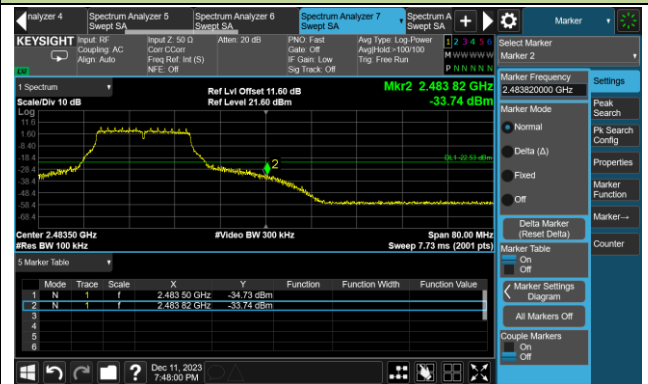 nalyzer 4
Spectrum Analyzer 5
Swept SA
Spectrum Analyzer 6
Swept SA
Spectrum Analyzer 7
Swept SA
Spectrum A
Swept SA
Marker
KEYSIGHT
Input: RF
Coupling: AC
Align: Auto
Input Z: 50 Ω
Corr CCorr
Freq Ref: Int (S)
NFE: Off
Atten: 20 dB
PNO: Fast
Gate: Off
IF Gain: Low
Sig Track: Off
Avg Type: Log-Power
Avg|Hold >100/100
Trig: Free Run
1 2 3 4 5 6
M W W W W W
P N N N N N
Select Marker
Marker 2
1 Spectrum
Scale/Div 10 dB
Ref Lvl Offset 11.60 dB
Ref Level 21.60 dBm
Mkr2 2.483 82 GHz
-33.74 dBm
Log
11.6
1.60
-8.40
-18.4
-28.4
-38.4
-48.4
-58.4
-68.4
DL1 -22.53 dBm
2
Center 2.48350 GHz
#Res BW 100 kHz
#Video BW 300 kHz
Span 80.00 MHz
Sweep 7.73 ms (2001 pts)
5 Marker Table
Mode Trace Scale X Y Function Function Width Function Value
1 N 1 f 2.483 50 GHz -34.73 dBm
2 N 1 f 2.483 82 GHz -33.74 dBm
3
4
5
6
Marker Frequency
2.483820000 GHz
Marker Mode
Normal
Delta (Δ)
Fixed
Off
Delta Marker
(Reset Delta)
Marker Table
On
Off
Marker Settings
Diagram
All Markers Off
Couple Markers
On
Off
Settings
Peak
Search
Pk Search
Config
Properties
Marker
Function
Marker→
Counter
Dec 11, 2023
7:48:00 PM